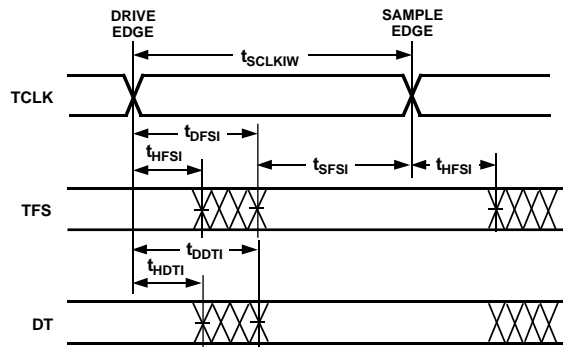 DRIVE EDGE
SAMPLE EDGE
tSCLKIW
TCLK
tDFSI
tHFSI
tSFSI
tHFSI
TFS
tDDTI
tHDTI
DT